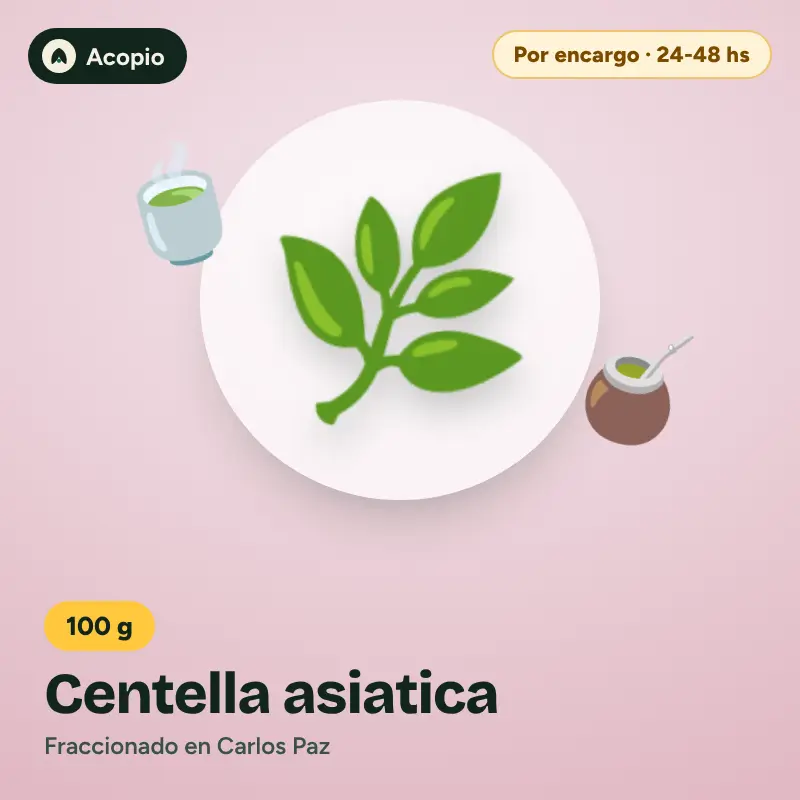 Acopio
Por encargo · 24-48 hs
100 g
Centella asiatica
Fraccionado en Carlos Paz